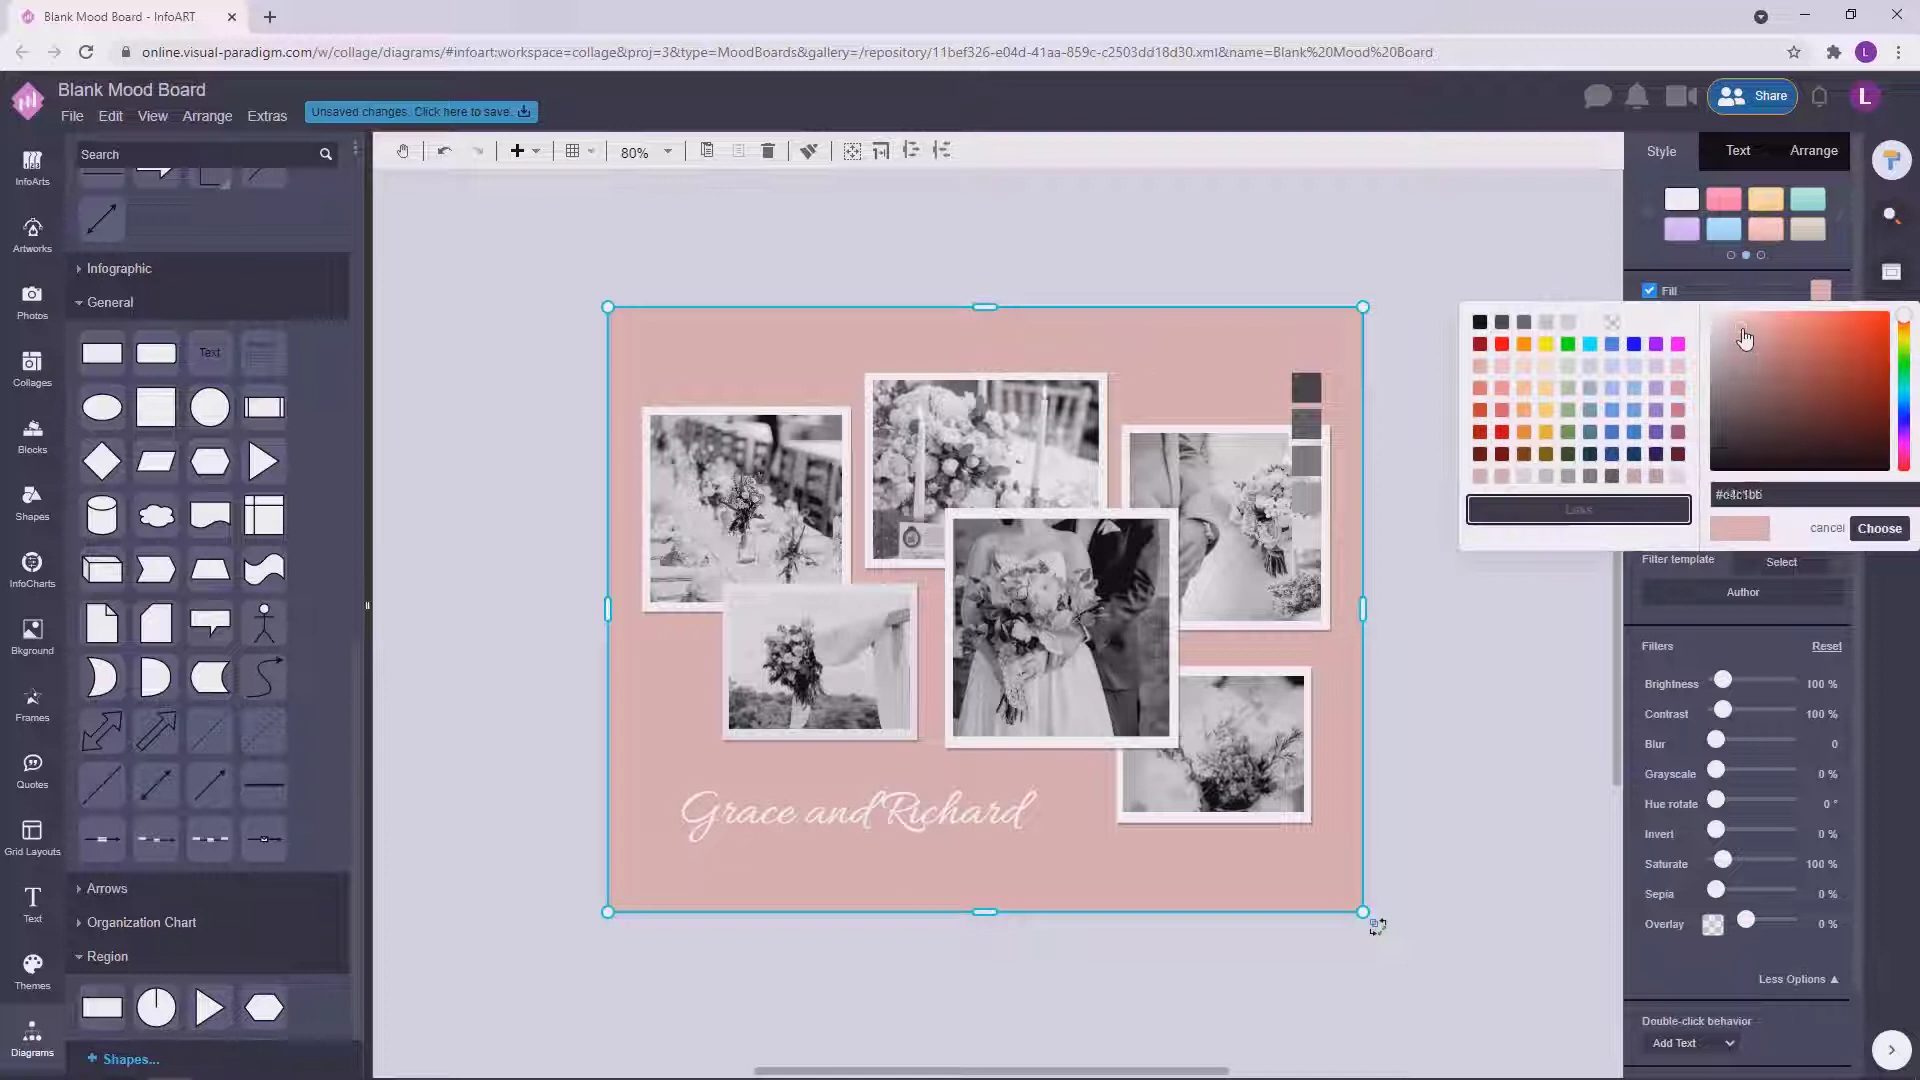 Blank Mood Board - InfoART
online.visual-paradigm.com/w/collage/diagrams/#infoart:workspace=collage&proj=3&type=MoodBoards&gallery=/repository/11bef326-e04d-41aa-859c-c2503dd18d30.xml&name=Blank%20Mood%20Board
L
Blank Mood Board
File Edit View Arrange Extras
Unsaved changes. Click here to save.
Share
L
Search
80%
Style Text Arrange
InfoArts
Artworks
Photos
Collages
Blocks
Shapes
InfoCharts
Bkground
Frames
Quotes
Grid Layouts
Text
Themes
Diagrams
Infographic
General
Text
Arrows
Organization Chart
Region
+ Shapes...
Grace and Richard
Fill
Less
cancel Choose
Filter template Select
Author
Filters Reset
Brightness 100 %
Contrast 100 %
Blur 0
Grayscale 0 %
Hue rotate 0 °
Invert 0 %
Saturate 100 %
Sepia 0 %
Overlay 0 %
Less Options ▲
Double-click behavior
Add Text